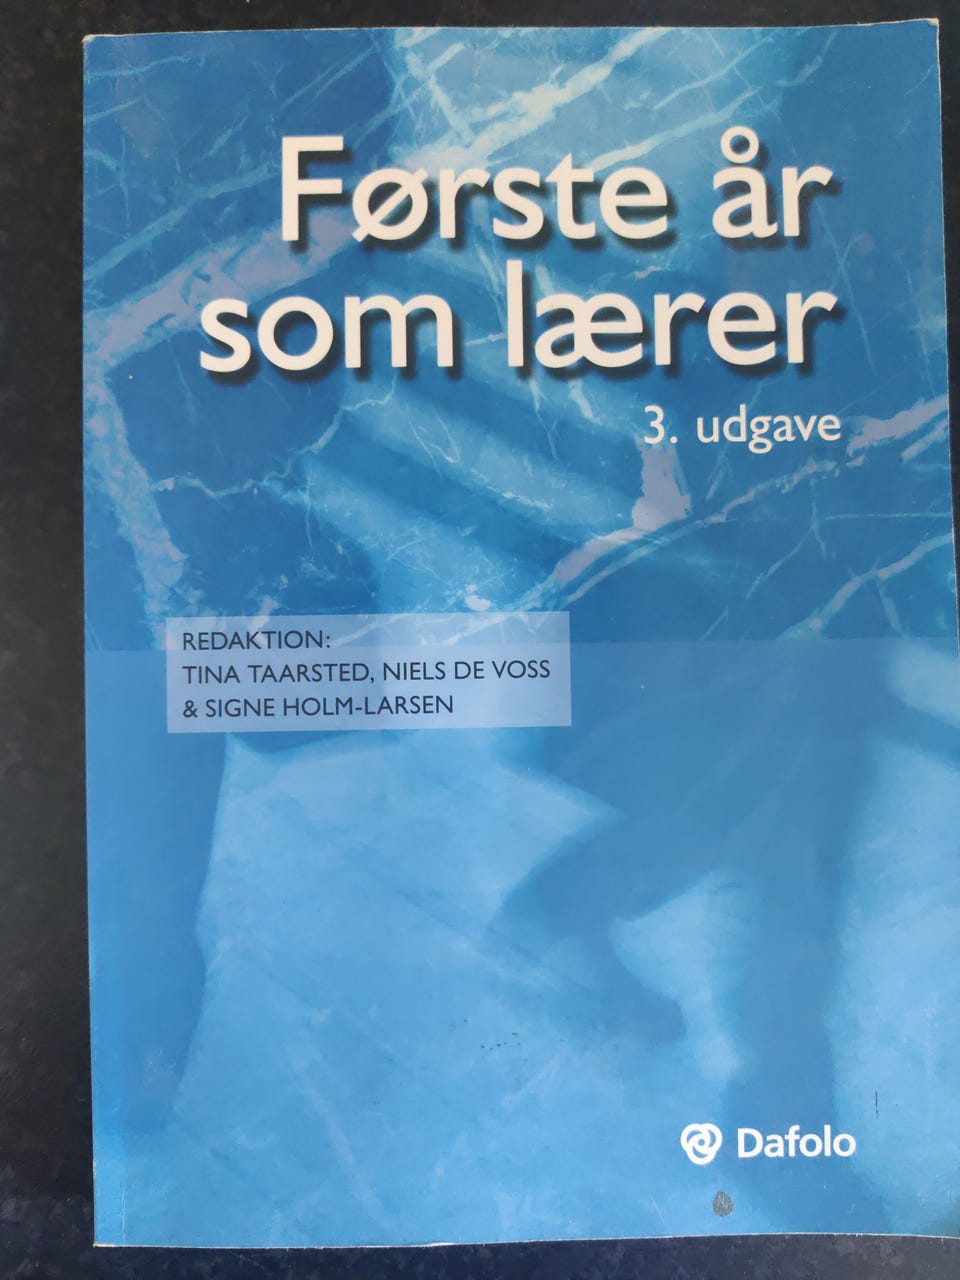 Første år
som lærer
3. udgave
REDAKTION:
TINA TAARSTED, NIELS DE VOSS
& SIGNE HOLM-LARSEN
Dafolo